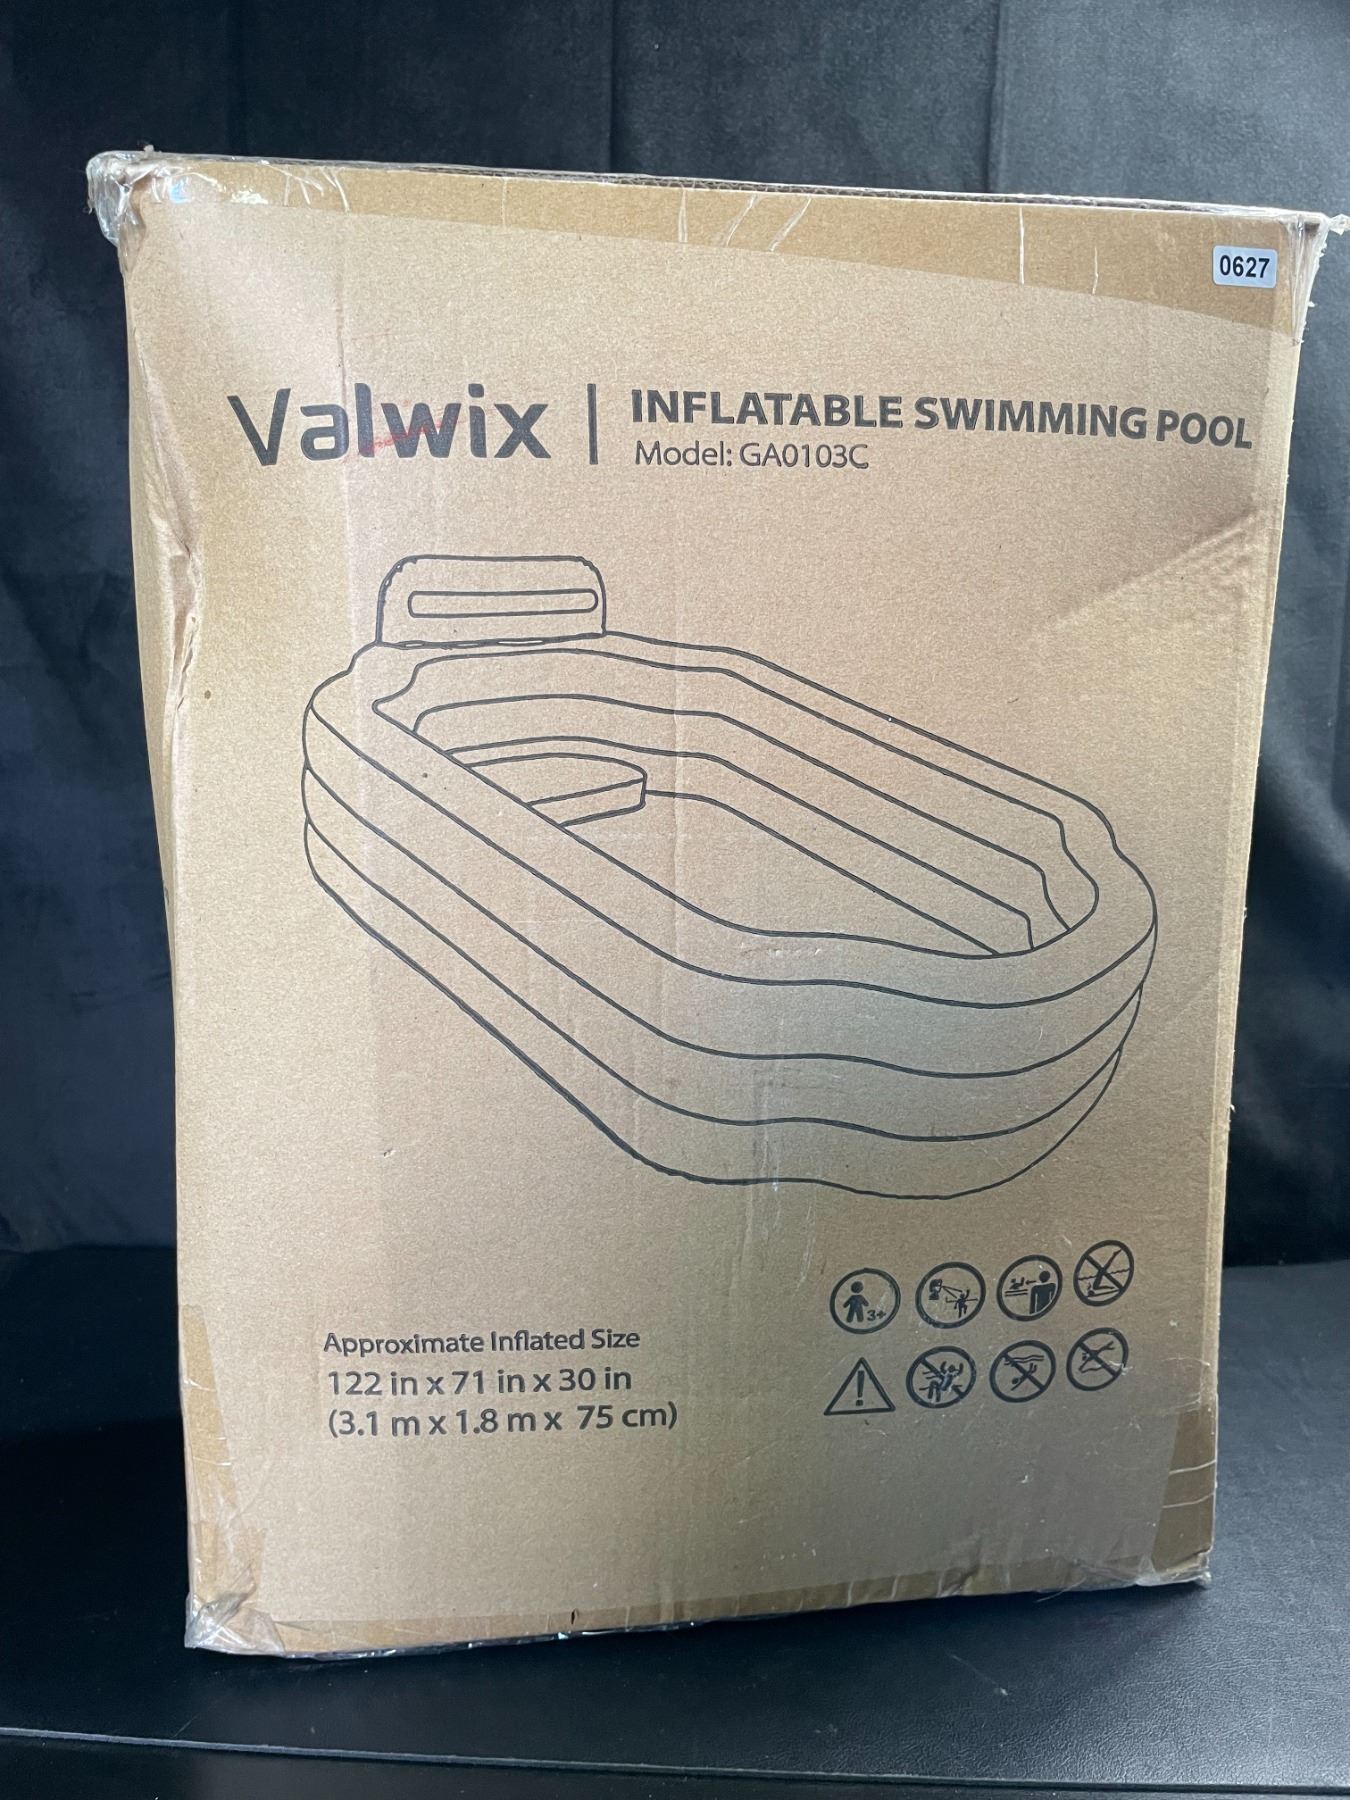 0627
Valwix | INFLATABLE SWIMMING POOL
Model: GA0103C
3+
Approximate Inflated Size
122 in x 71 in x 30 in
(3.1 m x 1.8 m x 75 cm)